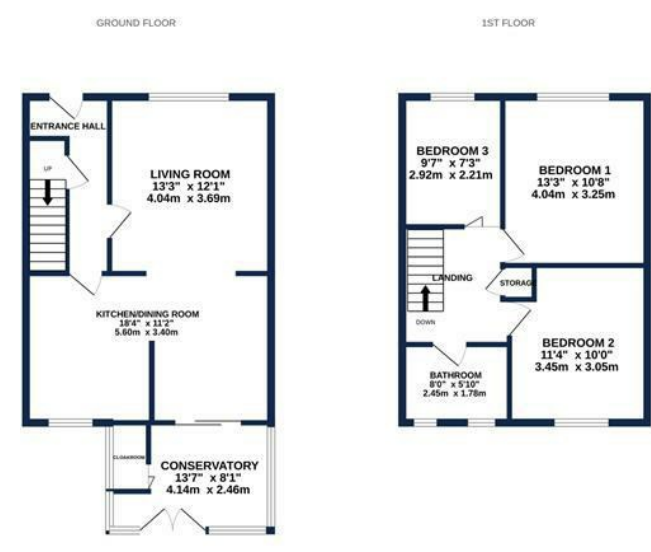 GROUND FLOOR
ENTRANCE HALL
UP
LIVING ROOM
13'3" x 12'1"
4.04m x 3.69m
KITCHEN/DINING ROOM
18'4" x 11'2"
5.60m x 3.40m
CLOAKROOM
CONSERVATORY
13'7" x 8'1"
4.14m x 2.46m
1ST FLOOR
BEDROOM 3
9'7" x 7'3"
2.92m x 2.21m
BEDROOM 1
13'3" x 10'8"
4.04m x 3.25m
LANDING
STORAGE
DOWN
BEDROOM 2
11'4" x 10'0"
3.45m x 3.05m
BATHROOM
8'0" x 5'10"
2.45m x 1.78m